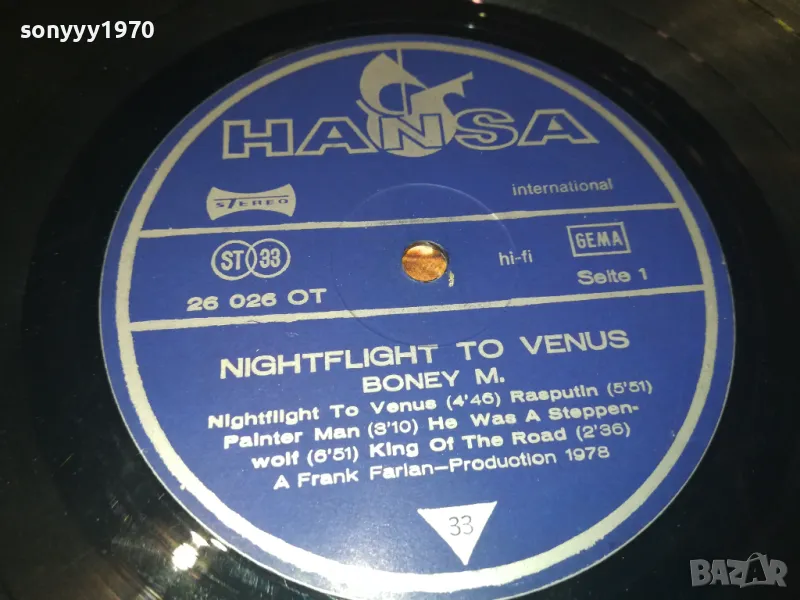 sonyyy1970
HANSA
international
STEREO
ST 33
hi-fi
GEMA
26 026 OT
Seite 1
NIGHTFLIGHT TO VENUS
BONEY M.
Nightflight To Venus (4'46) Rasputin (5'51)
Painter Man (3'10) He Was A Steppen-
wolf (6'51) King Of The Road (2'36)
A Frank Farian-Production 1978
33
BAZAR